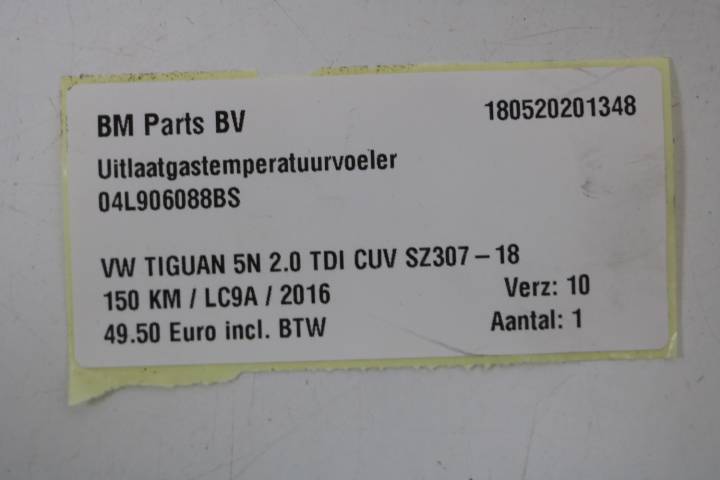 BM Parts BV 180520201348
Uitlaatgastemperatuurvoeler
04L906088BS
VW TIGUAN 5N 2.0 TDI CUV SZ307-18
150 KM / LC9A / 2016 Verz: 10
49.50 Euro incl. BTW Aantal: 1